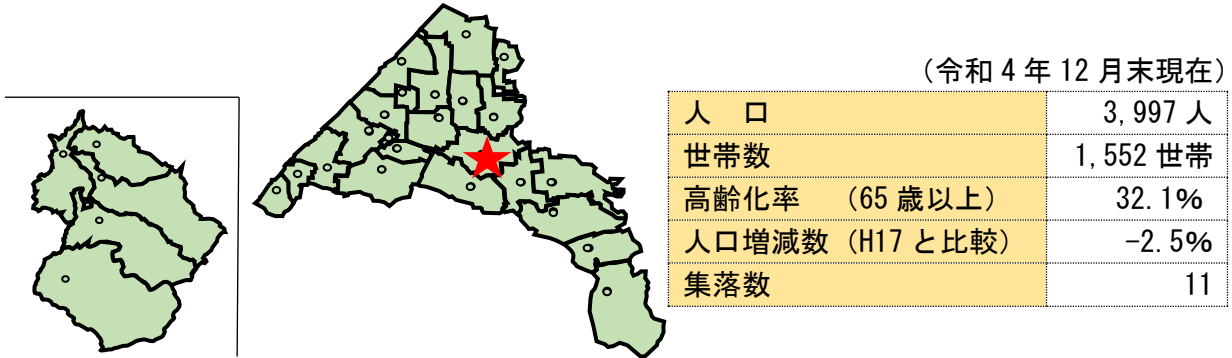 （令和 4 年 12 月末現在）
人　口 3,997 人
世帯数 1,552 世帯
高齢化率 （65 歳以上） 32.1%
人口増減数（H17 と比較） -2.5%
集落数 11